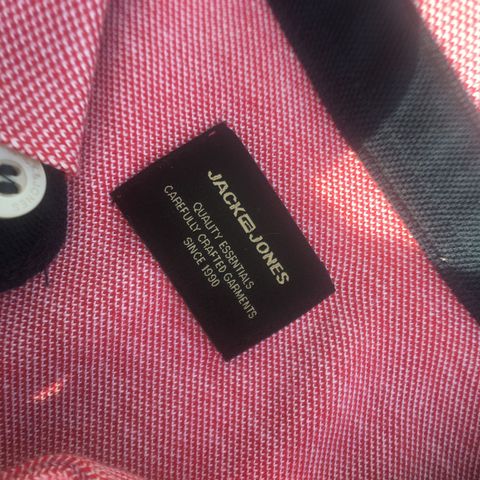 JACK JONES
QUALITY ESSENTIALS
CAREFULLY CRAFTED GARMENTS
SINCE 1990